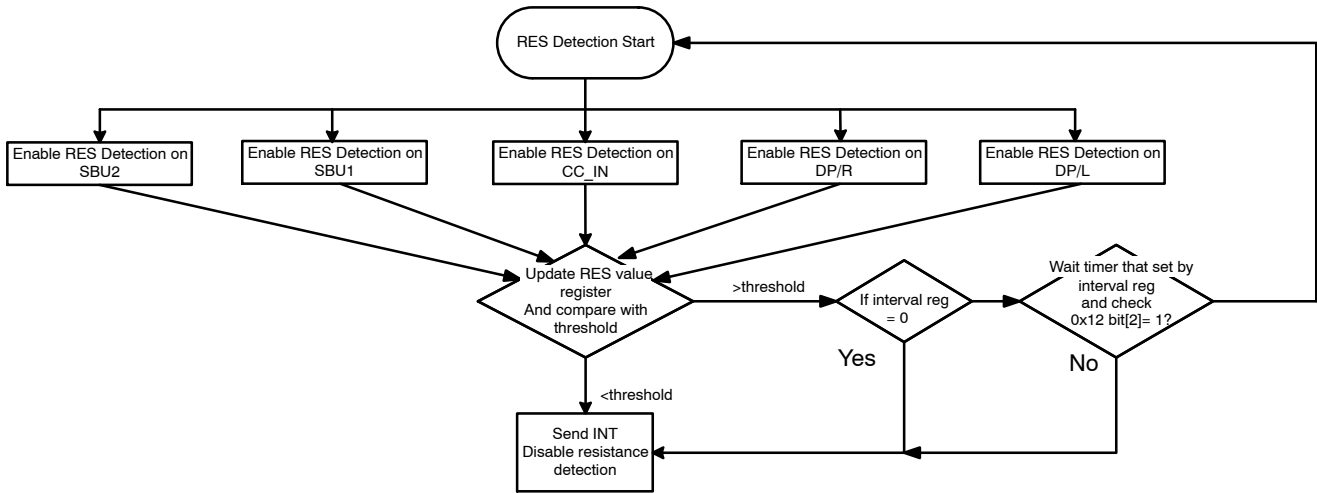 RES Detection Start
Enable RES Detection on
SBU2
Enable RES Detection on
SBU1
Enable RES Detection on
CC_IN
Enable RES Detection on
DP/R
Enable RES Detection on
DP/L
Update RES value
register
And compare with
threshold
>threshold
If interval reg
= 0
Wait timer that set by
interval reg
and check
0x12 bit[2]= 1?
Yes
No
<threshold
Send INT
Disable resistance
detection